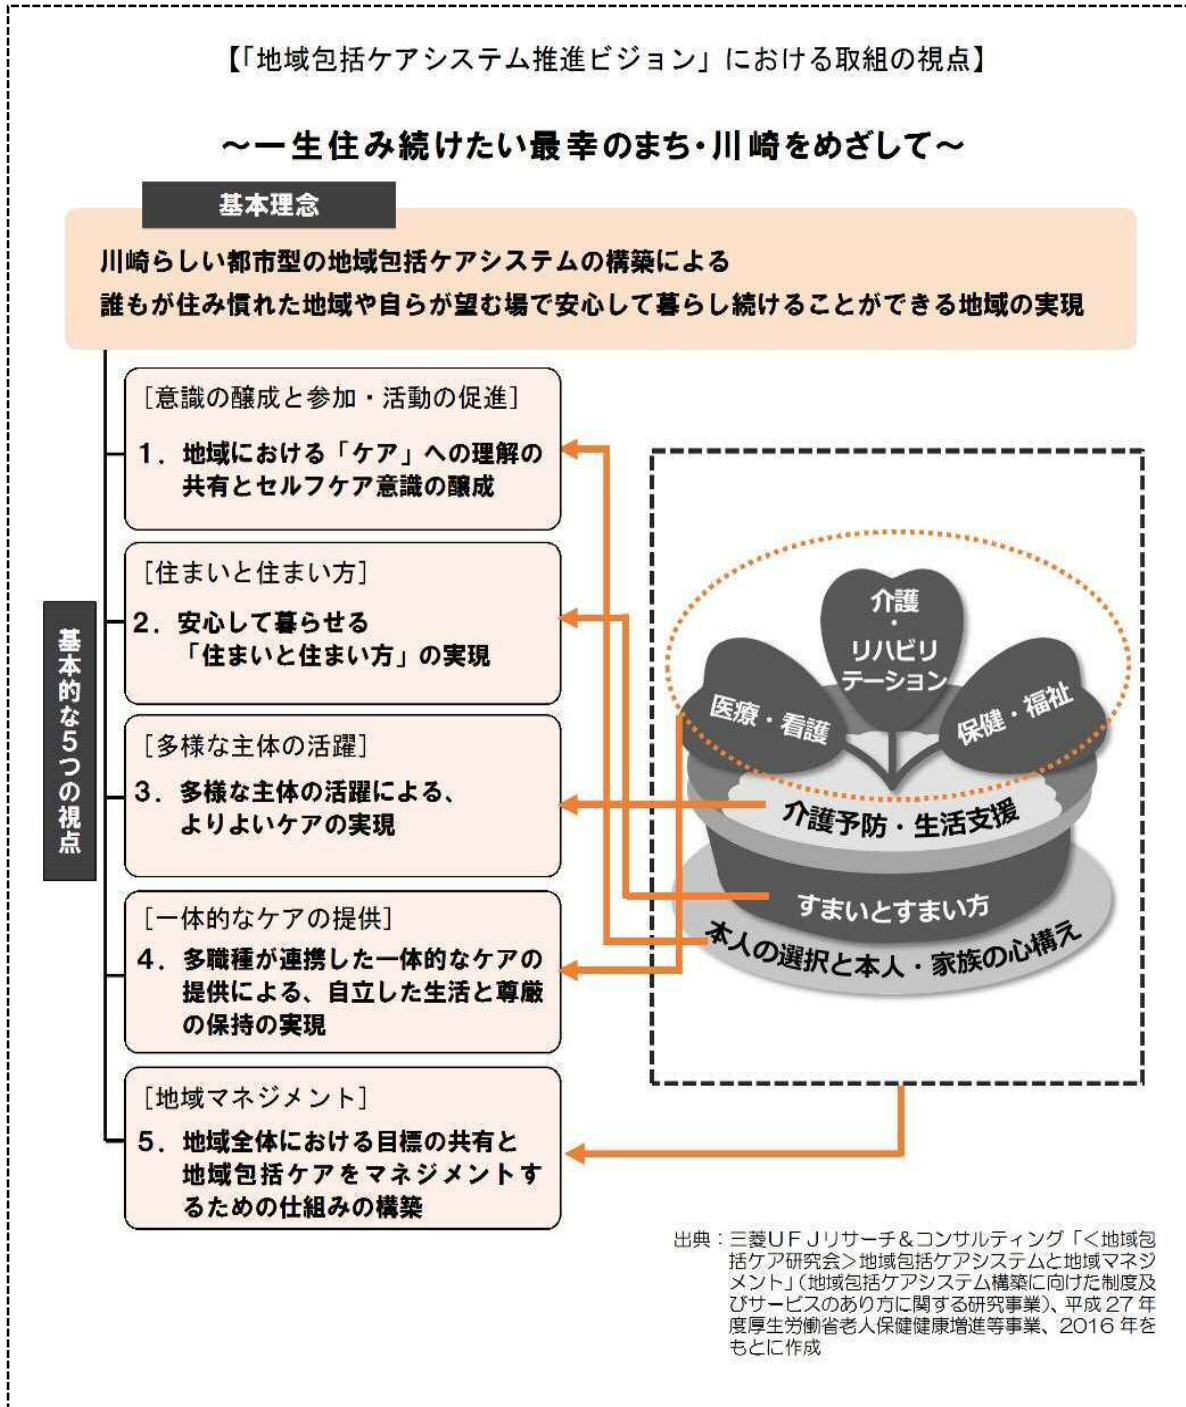 【「地域包括ケアシステム推進ビジョン」における取組の視点】
～一生住み続けたい最幸のまち・川崎をめざして～
基本理念
川崎らしい都市型の地域包括ケアシステムの構築による
誰もが住み慣れた地域や自らが望む場で安心して暮らし続けることができる地域の実現
基本的な5つの視点
［意識の醸成と参加・活動の促進］
1．地域における「ケア」への理解の
共有とセルフケア意識の醸成
［住まいと住まい方］
2．安心して暮らせる
「住まいと住まい方」の実現
［多様な主体の活躍］
3．多様な主体の活躍による、
よりよいケアの実現
［一体的なケアの提供］
4．多職種が連携した一体的なケアの
提供による、自立した生活と尊厳
の保持の実現
［地域マネジメント］
5．地域全体における目標の共有と
地域包括ケアをマネジメントす
るための仕組みの構築
介護
・
リハビリ
テーション
医療・看護
保健・福祉
介護予防・生活支援
すまいとすまい方
本人の選択と本人・家族の心構え
出典：三菱ＵＦＪリサーチ＆コンサルティング「＜地域包
括ケア研究会＞地域包括ケアシステムと地域マネジ
メント」（地域包括ケアシステム構築に向けた制度及
びサービスのあり方に関する研究事業）、平成27年
度厚生労働省老人保健健康増進等事業、2016年を
もとに作成